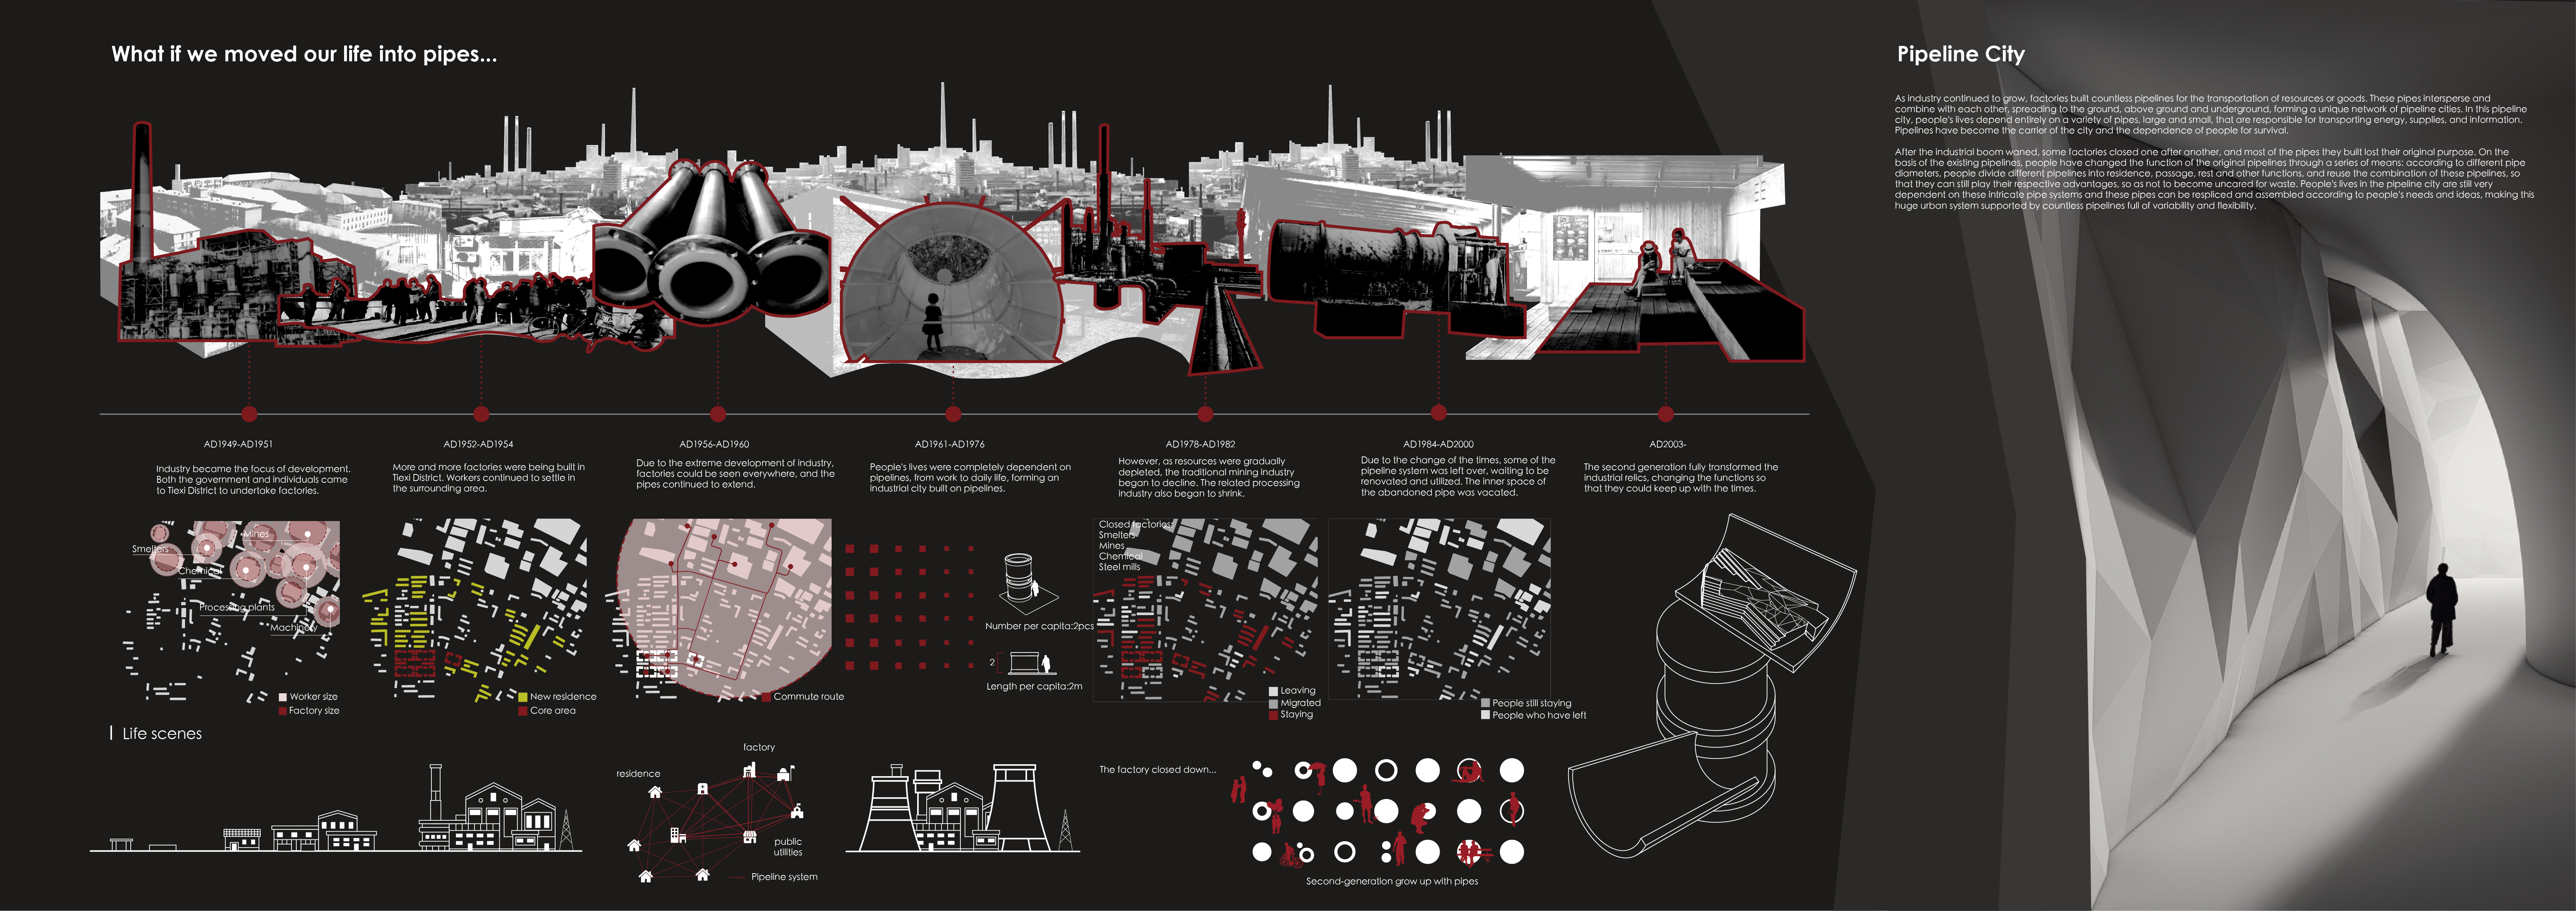 What if we moved our life into pipes...
Pipeline City
As industry continued to grow, factories built countless pipelines for the transportation of resources or goods. These pipes intersperse and
combine with each other, spreading to the ground, above ground and underground, forming a unique network of pipeline cities. In this pipeline
city, people's lives depend entirely on a variety of pipes, large and small, that are responsible for transporting energy, supplies, and information.
Pipelines have become the carrier of the city and the dependence of people for survival.
After the industrial boom waned, some factories closed one after another, and most of the pipes they built lost their original purpose. On the
basis of the existing pipelines, people have changed the function of the original pipelines through a series of means: according to different pipe
diameters, people divide different pipelines into residence, passage, rest and other functions, and reuse the combination of these pipelines, so
that they can still play their respective advantages, so as not to become uncared for waste. People's lives in the pipeline city are still very
dependent on these intricate pipe systems and these pipes can be respliced and assembled according to people's needs and ideas, making this
huge urban system supported by countless pipelines full of variability and flexibility.
AD1949-AD1951
Industry became the focus of development.
Both the government and individuals came
to Tiexi District to undertake factories.
AD1952-AD1954
More and more factories were being built in
Tiexi District. Workers continued to settle in
the surrounding area.
AD1956-AD1960
Due to the extreme development of industry,
factories could be seen everywhere, and the
pipes continued to extend.
AD1961-AD1976
People's lives were completely dependent on
pipelines, from work to daily life, forming an
industrial city built on pipelines.
AD1978-AD1982
However, as resources were gradually
depleted, the traditional mining industry
began to decline. The related processing
industry also began to shrink.
AD1984-AD2000
Due to the change of the times, some of the
pipeline system was left over, waiting to be
renovated and utilized. The inner space of
the abandoned pipe was vacated.
AD2003-
The second generation fully transformed the
industrial relics, changing the functions so
that they could keep up with the times.
Mines
Smelters
Chemical
Processing plants
Machinery
Worker size
Factory size
New residence
Core area
Commute route
Number per capita:2pcs
2
Length per capita:2m
Closed factories:
Smelters
Mines
Chemical
Steel mills
Leaving
Migrated
Staying
People still staying
People who have left
Life scenes
factory
residence
public
utilities
Pipeline system
The factory closed down...
Second-generation grow up with pipes